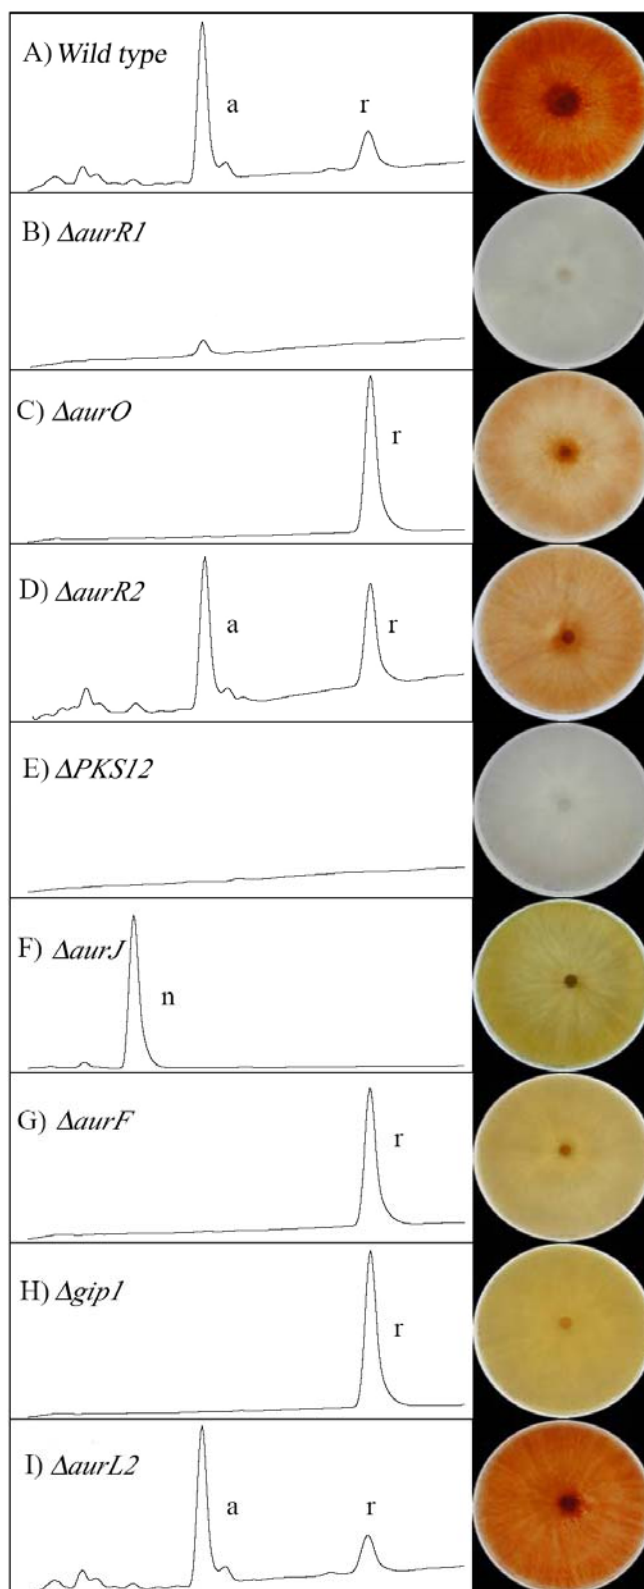 A) Wild type
a
r
B) ΔaurR1
C) ΔaurO
r
D) ΔaurR2
a
r
E) ΔPKS12
F) ΔaurJ
n
G) ΔaurF
r
H) Δgip1
r
I) ΔaurL2
a
r